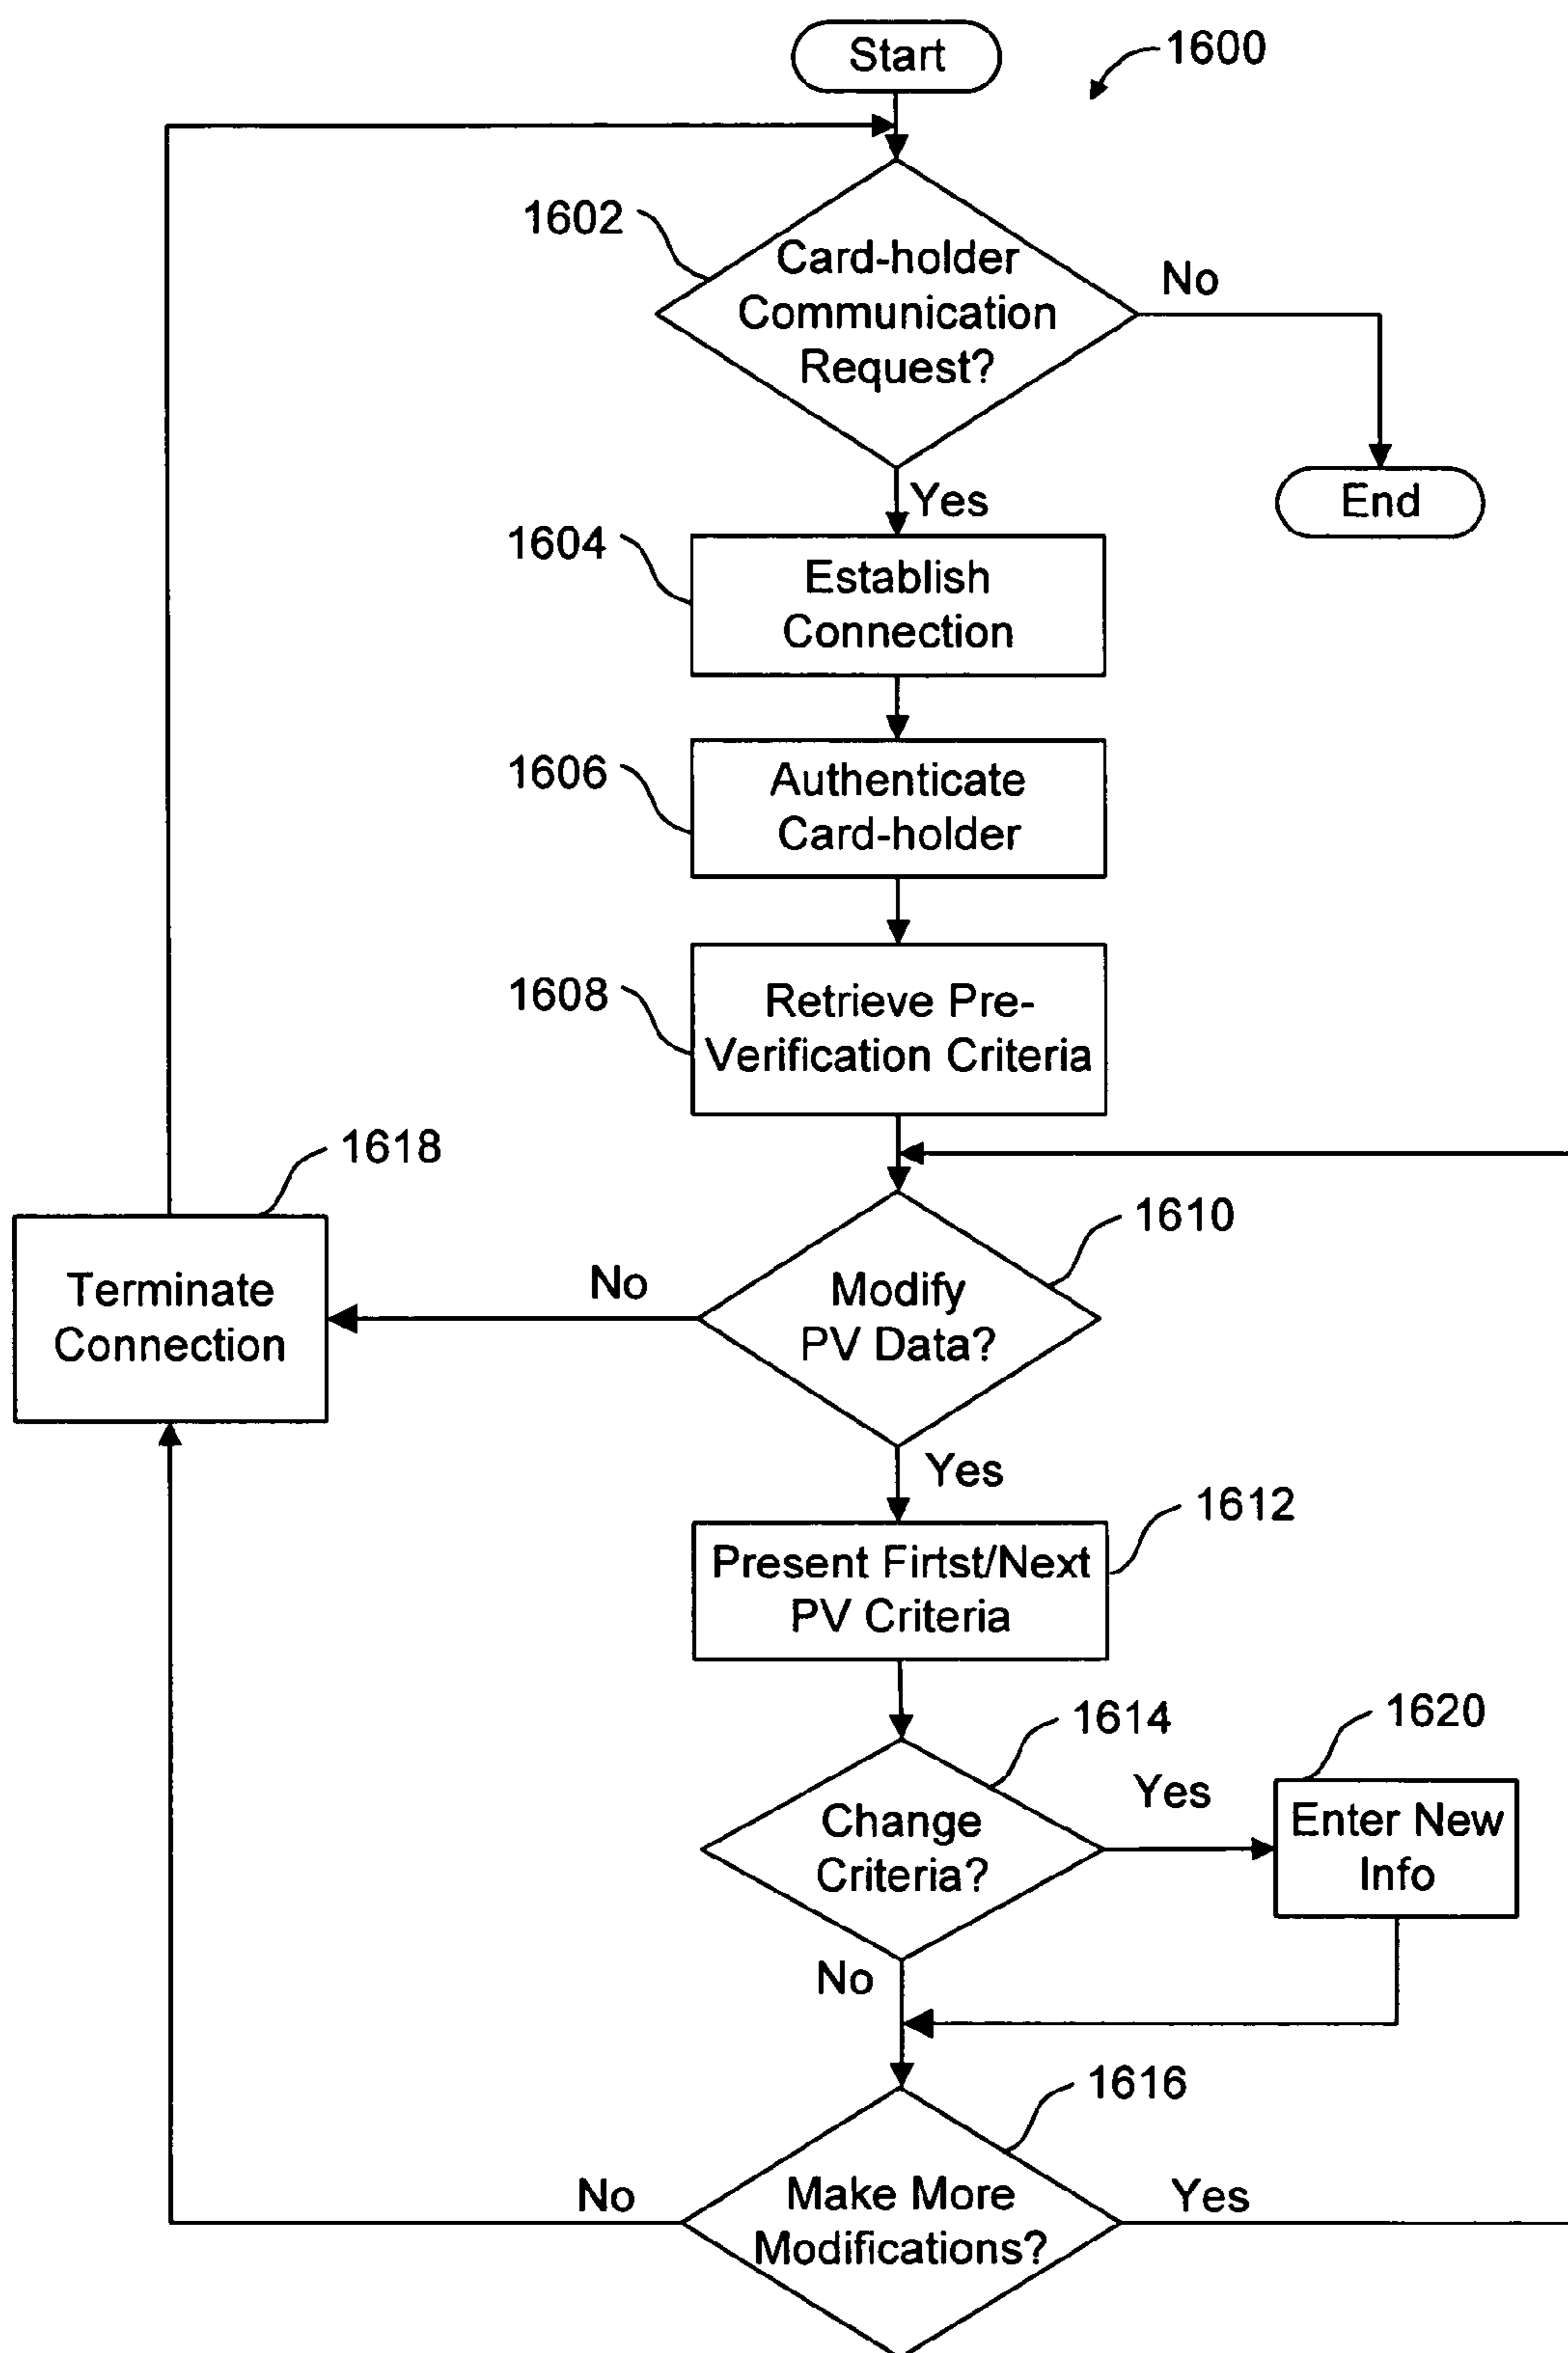 Start
1600
1602
Card-holder
Communication
Request?
No
Yes
End
1604
Establish
Connection
1606
Authenticate
Card-holder
1608
Retrieve Pre-
Verification Criteria
1618
Terminate
Connection
1610
No
Modify
PV Data?
Yes
1612
Present Firtst/Next
PV Criteria
1614
1620
Change
Criteria?
Yes
Enter New
Info
No
1616
No
Make More
Modifications?
Yes